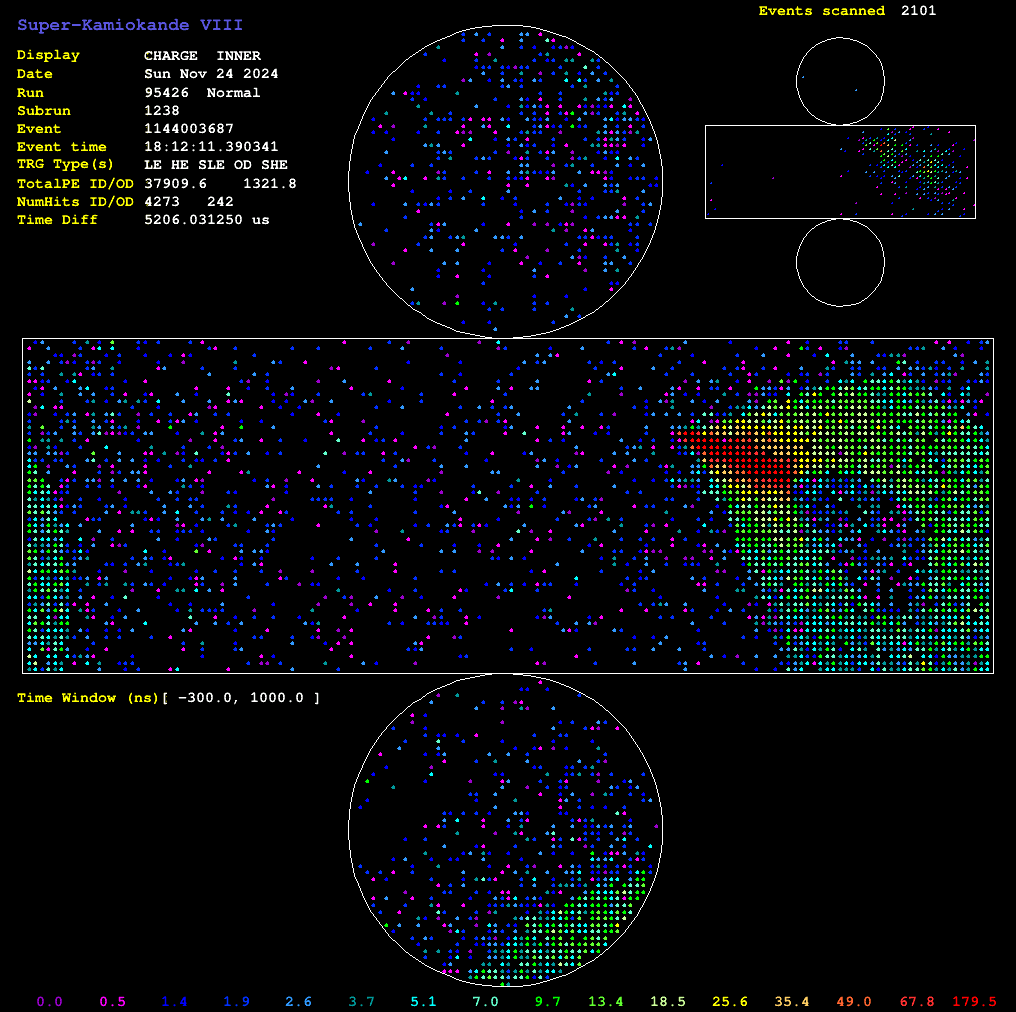 Super-Kamiokande VIII
Events scanned 2101
Display CHARGE INNER
Date Sun Nov 24 2024
Run 95426 Normal
Subrun 1238
Event 1144003687
Event time 18:12:11.390341
TRG Type(s) LE HE SLE OD SHE
TotalPE ID/OD 37909.6 1321.8
NumHits ID/OD 4273 242
Time Diff 5206.031250 us
Time Window (ns)[ -300.0, 1000.0 ]
0.0 0.5 1.4 1.9 2.6 3.7 5.1 7.0 9.7 13.4 18.5 25.6 35.4 49.0 67.8 179.5